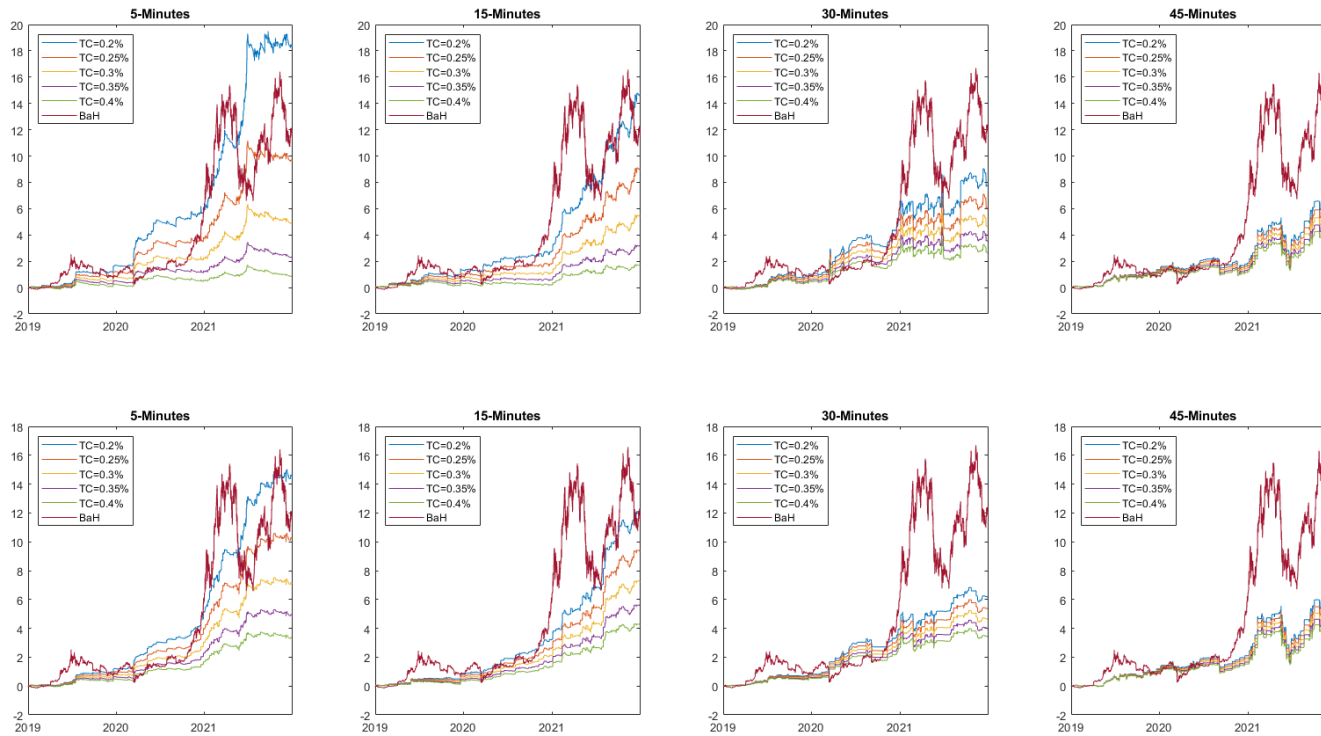 5-Minutes
20
18
16
14
12
10
8
6
4
2
0
-2
2019
2020
2021
TC=0.2%
TC=0.25%
TC=0.3%
TC=0.35%
TC=0.4%
BaH
15-Minutes
20
18
16
14
12
10
8
6
4
2
0
-2
2019
2020
2021
TC=0.2%
TC=0.25%
TC=0.3%
TC=0.35%
TC=0.4%
BaH
30-Minutes
20
18
16
14
12
10
8
6
4
2
0
-2
2019
2020
2021
TC=0.2%
TC=0.25%
TC=0.3%
TC=0.35%
TC=0.4%
BaH
45-Minutes
20
18
16
14
12
10
8
6
4
2
0
-2
2019
2020
2021
TC=0.2%
TC=0.25%
TC=0.3%
TC=0.35%
TC=0.4%
BaH
5-Minutes
18
16
14
12
10
8
6
4
2
0
-2
2019
2020
2021
TC=0.2%
TC=0.25%
TC=0.3%
TC=0.35%
TC=0.4%
BaH
15-Minutes
18
16
14
12
10
8
6
4
2
0
-2
2019
2020
2021
TC=0.2%
TC=0.25%
TC=0.3%
TC=0.35%
TC=0.4%
BaH
30-Minutes
18
16
14
12
10
8
6
4
2
0
-2
2019
2020
2021
TC=0.2%
TC=0.25%
TC=0.3%
TC=0.35%
TC=0.4%
BaH
45-Minutes
18
16
14
12
10
8
6
4
2
0
-2
2019
2020
2021
TC=0.2%
TC=0.25%
TC=0.3%
TC=0.35%
TC=0.4%
BaH